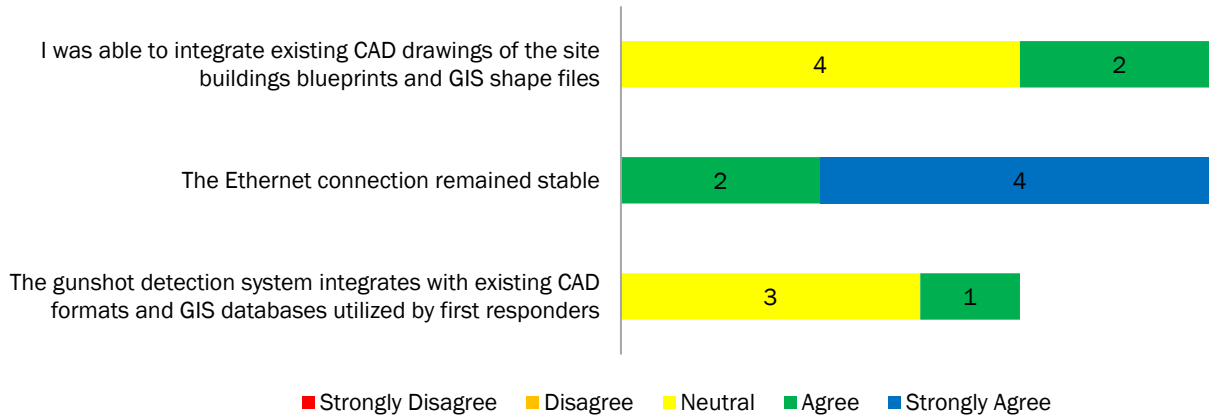 I was able to integrate existing CAD drawings of the site
buildings blueprints and GIS shape files
4 2
The Ethernet connection remained stable
2 4
The gunshot detection system integrates with existing CAD
formats and GIS databases utilized by first responders
3 1
Strongly Disagree Disagree Neutral Agree Strongly Agree